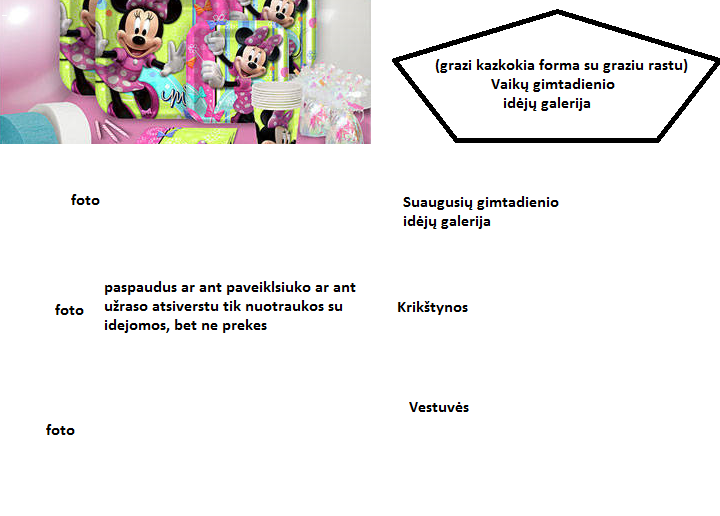 (grazi kazkokia forma su graziu rastu)
Vaikų gimtadienio
idėjų galerija
foto
Suaugusių gimtadienio
idėjų galerija
paspaudus ar ant paveiklsiuko ar ant
užraso atsiverstu tik nuotraukos su
idejomos, bet ne prekes
foto
Krikštynos
Vestuvės
foto